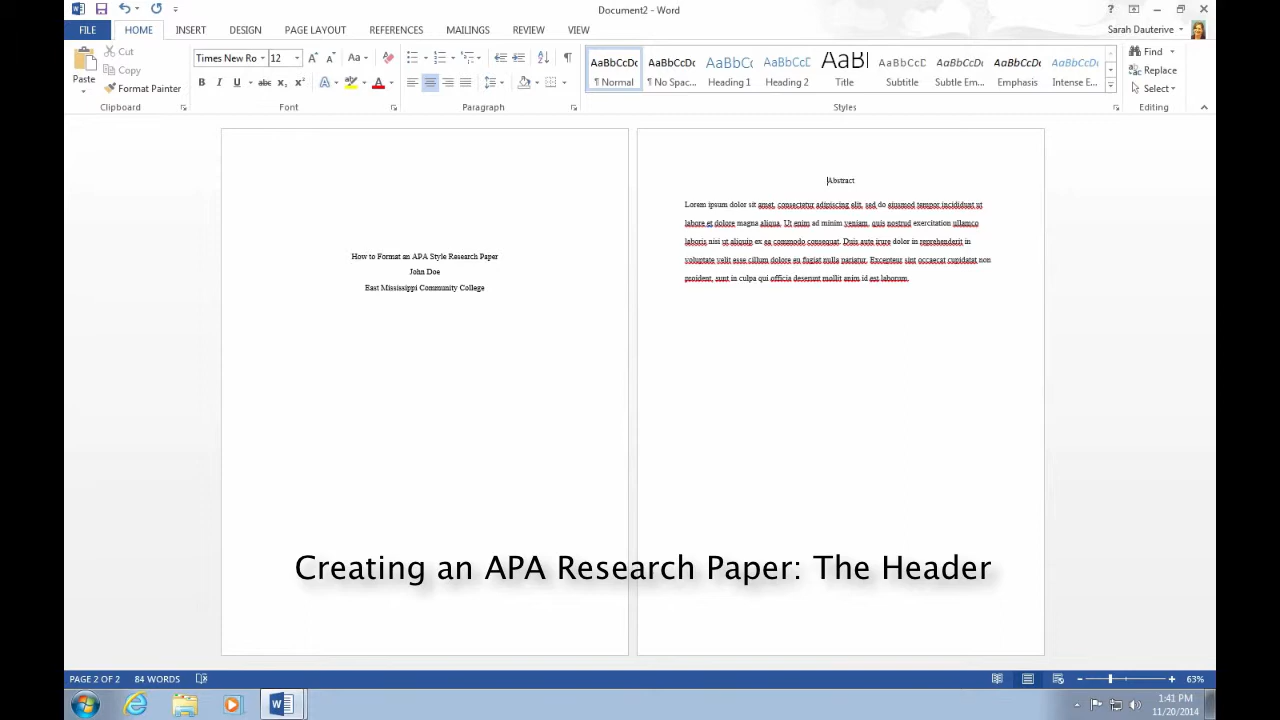 Document2 - Word
?
FILE HOME INSERT DESIGN PAGE LAYOUT REFERENCES MAILINGS REVIEW VIEW Sarah Dauterive
Paste
Cut
Copy
Format Painter
Clipboard
Times New Ro 12
Aa
B I U abc x₂ x² A A
Font
Paragraph
AaBbCcDc AaBbCcDc AaBbCc AaBbCcD AaBl AaBbCcD AaBbCcDc AaBbCcDc AaBbCcDc
¶ Normal ¶ No Spac... Heading 1 Heading 2 Title Subtitle Subtle Em... Emphasis Intense E...
Styles
Find
Replace
Select
Editing
How to Format an APA Style Research Paper
John Doe
East Mississippi Community College
Abstract
Lorem ipsum dolor sit amet, consectetur adipiscing elit, sed do eiusmod tempor incididunt ut
labore et dolore magna aliqua. Ut enim ad minim veniam, quis nostrud exercitation ullamco
laboris nisi ut aliquip ex ea commodo consequat. Duis aute irure dolor in reprehenderit in
voluptate velit esse cillum dolore eu fugiat nulla pariatur. Excepteur sint occaecat cupidatat non
proident, sunt in culpa qui officia deserunt mollit anim id est laborum.
Creating an APA Research Paper: The Header
PAGE 2 OF 2 84 WORDS 63%
1:41 PM
11/20/2014